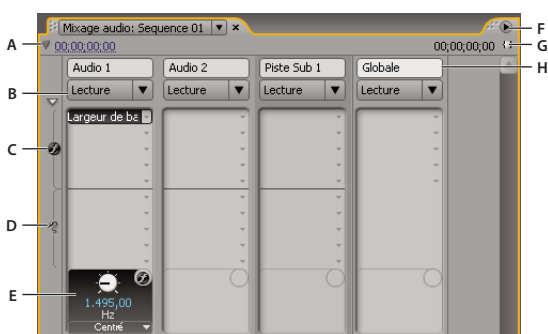 Mixage audio: Sequence 01
F
A
00;00;00;00
00;00;00;00
G
Audio 1
Audio 2
Piste Sub 1
Globale
H
B
Lecture
Lecture
Lecture
Lecture
Largeur de ba
C
D
E
1.495,00
Hz
Centré